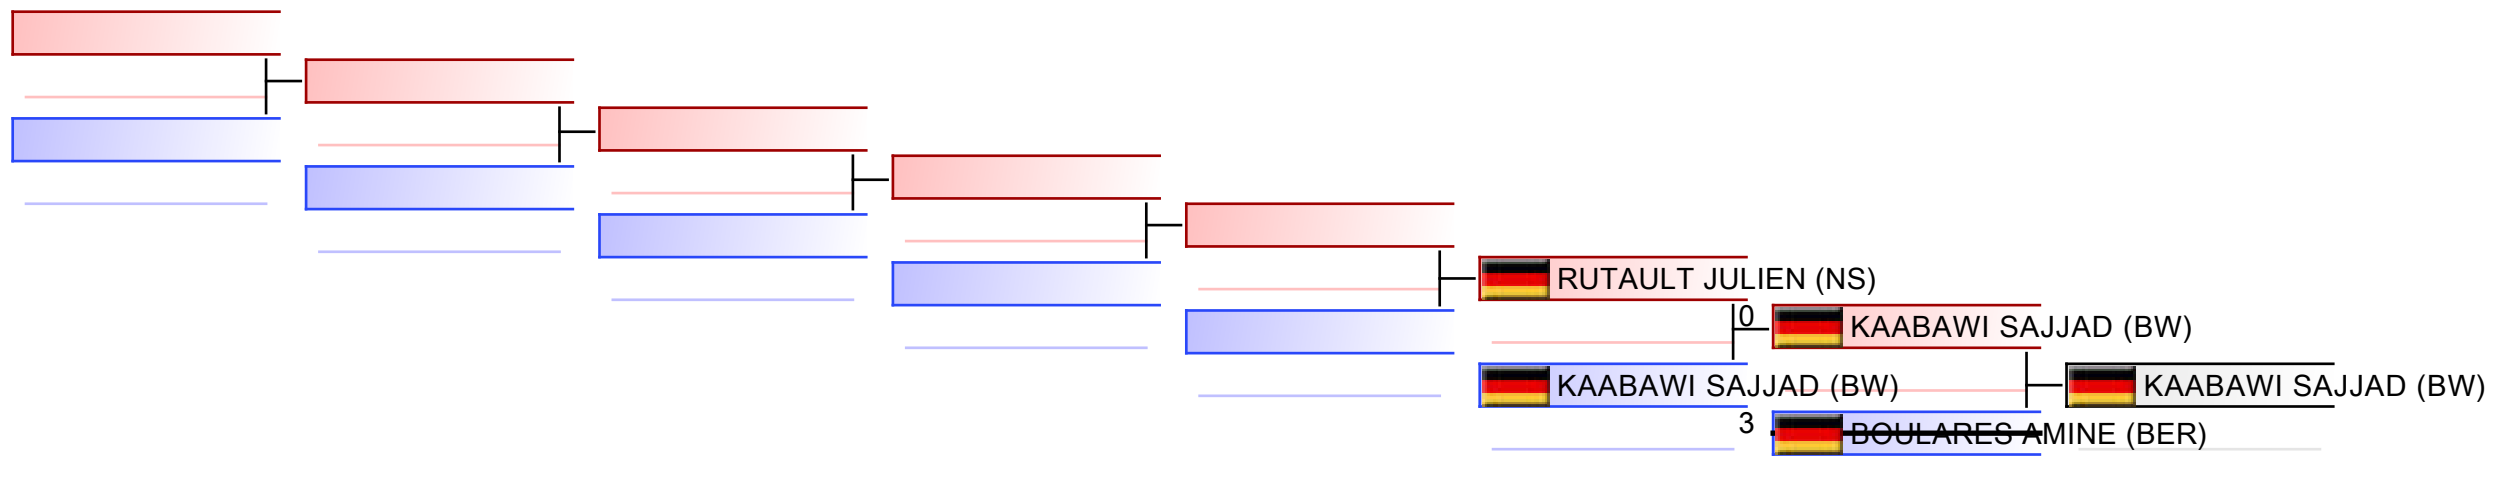 RUTAULT JULIEN (NS)
0
KAABAWI SAJJAD (BW)
KAABAWI SAJJAD (BW)
3
KAABAWI SAJJAD (BW)
BOULARES AMINE (BER)